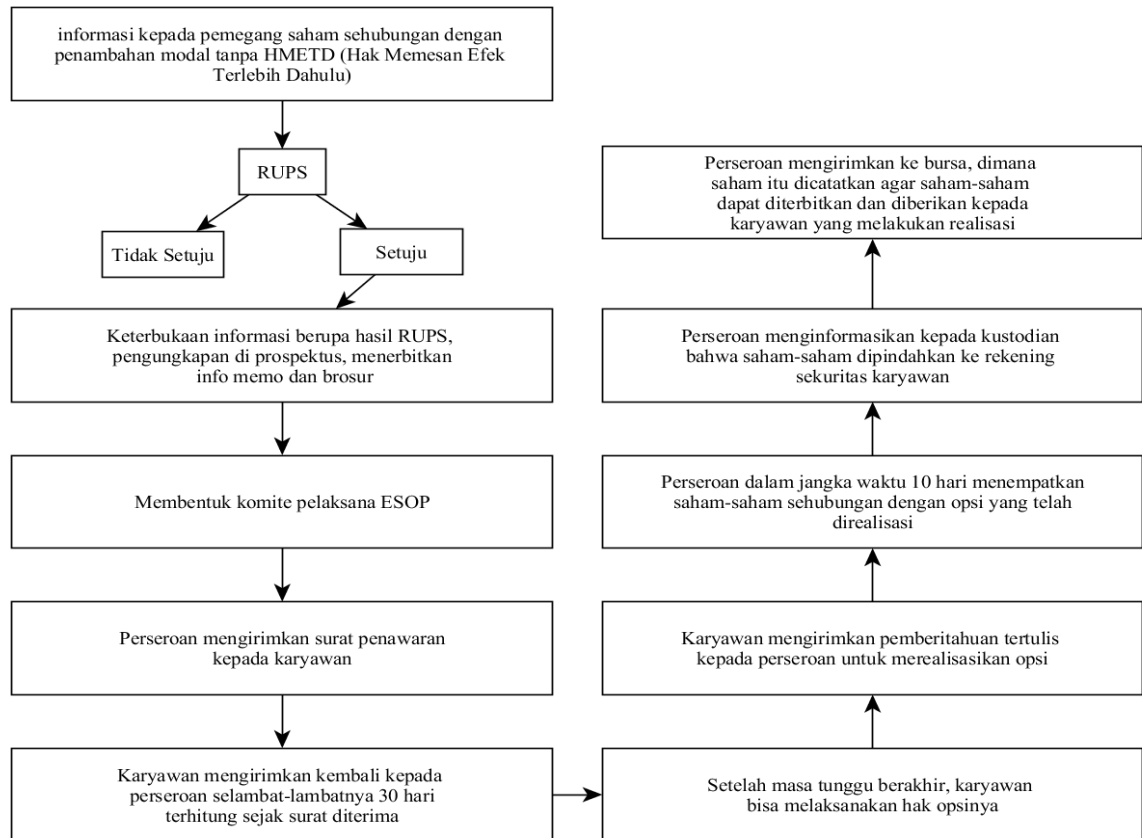 informasi kepada pemegang saham sehubungan dengan
penambahan modal tanpa HMETD (Hak Memesan Efek
Terlebih Dahulu)
RUPS
Tidak Setuju
Setuju
Keterbukaan informasi berupa hasil RUPS,
pengungkapan di prospektus, menerbitkan
info memo dan brosur
Membentuk komite pelaksana ESOP
Perseroan mengirimkan surat penawaran
kepada karyawan
Karyawan mengirimkan kembali kepada
perseroan selambat-lambatnya 30 hari
terhitung sejak surat diterima
Setelah masa tunggu berakhir, karyawan
bisa melaksanakan hak opsinya
Karyawan mengirimkan pemberitahuan tertulis
kepada perseroan untuk merealisasikan opsi
Perseroan dalam jangka waktu 10 hari menempatkan
saham-saham sehubungan dengan opsi yang telah
direalisasi
Perseroan menginformasikan kepada kustodian
bahwa saham-saham dipindahkan ke rekening
sekuritas karyawan
Perseroan mengirimkan ke bursa, dimana
saham itu dicatatkan agar saham-saham
dapat diterbitkan dan diberikan kepada
karyawan yang melakukan realisasi